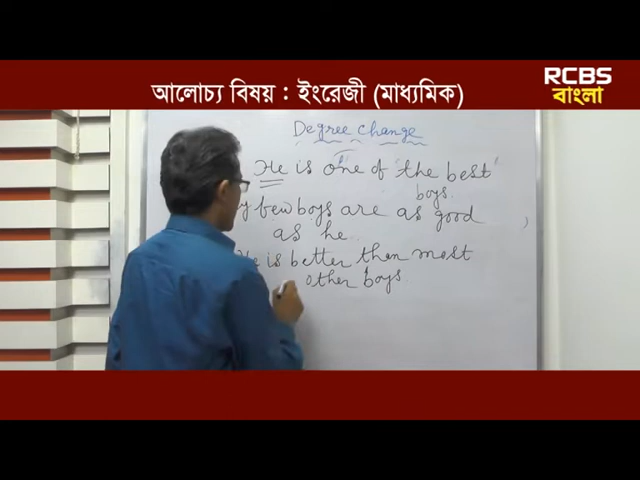 RCBS
বাংলা
আলোচ্য বিষয় : ইংরেজী (মাধ্যমিক)
Degree change
He is one of the best
boys.
few boys are as good
as he.
is better then most
other boys.